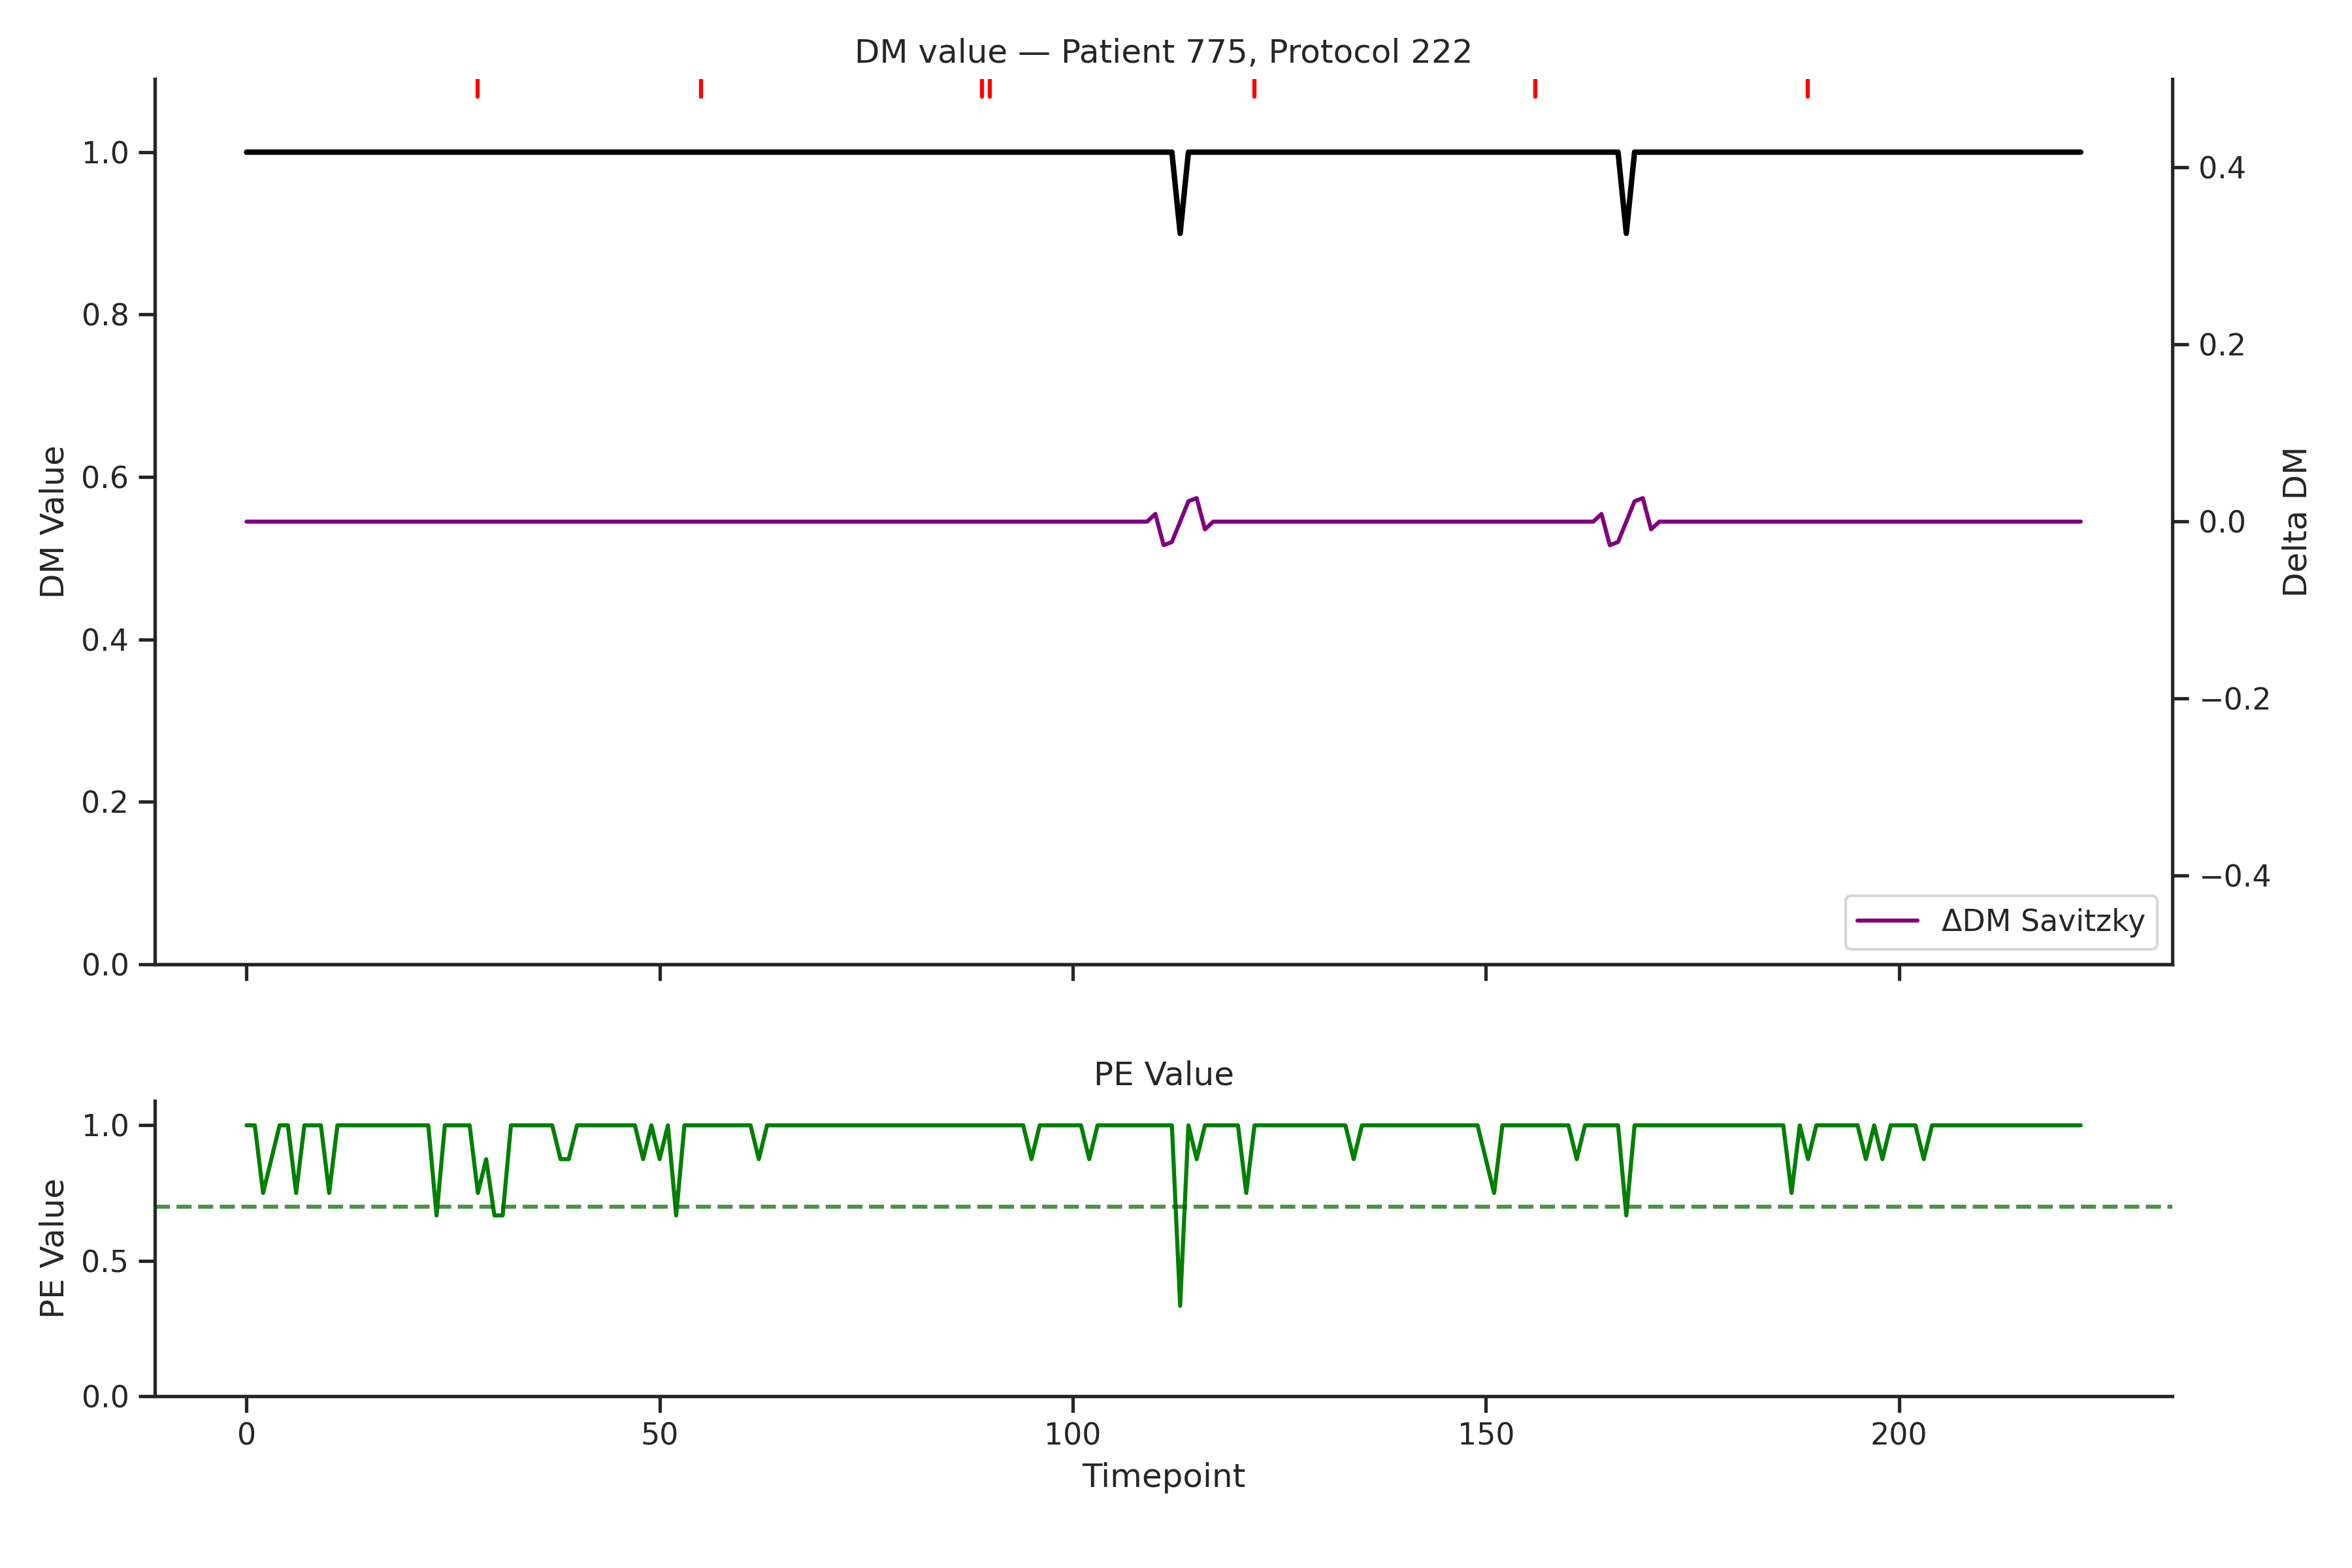 DM value — Patient 775, Protocol 222
1.0
0.8
0.6
0.4
0.2
0.0
DM Value
0.4
0.2
0.0
−0.2
−0.4
Delta DM
ΔDM Savitzky
PE Value
1.0
0.5
0.0
PE Value
0 50 100 150 200
Timepoint